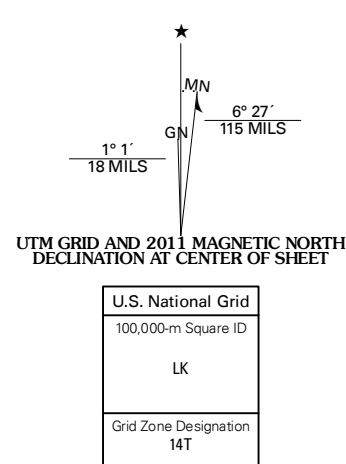 ★
MN
GN
6° 27´
115 MILS
1° 1´
18 MILS
UTM GRID AND 2011 MAGNETIC NORTH
DECLINATION AT CENTER OF SHEET
U.S. National Grid
100,000-m Square ID
LK
Grid Zone Designation
14T